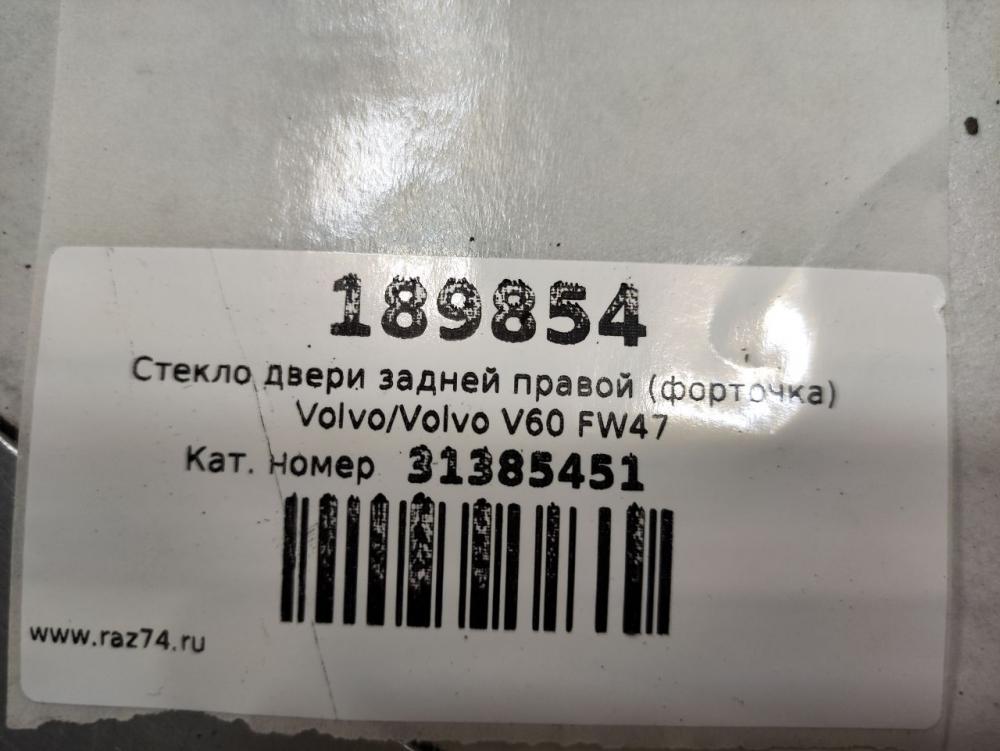 189854
Стекло двери задней правой (форточка)
Volvo/Volvo V60 FW47
Кат. номер 31385451
www.raz74.ru